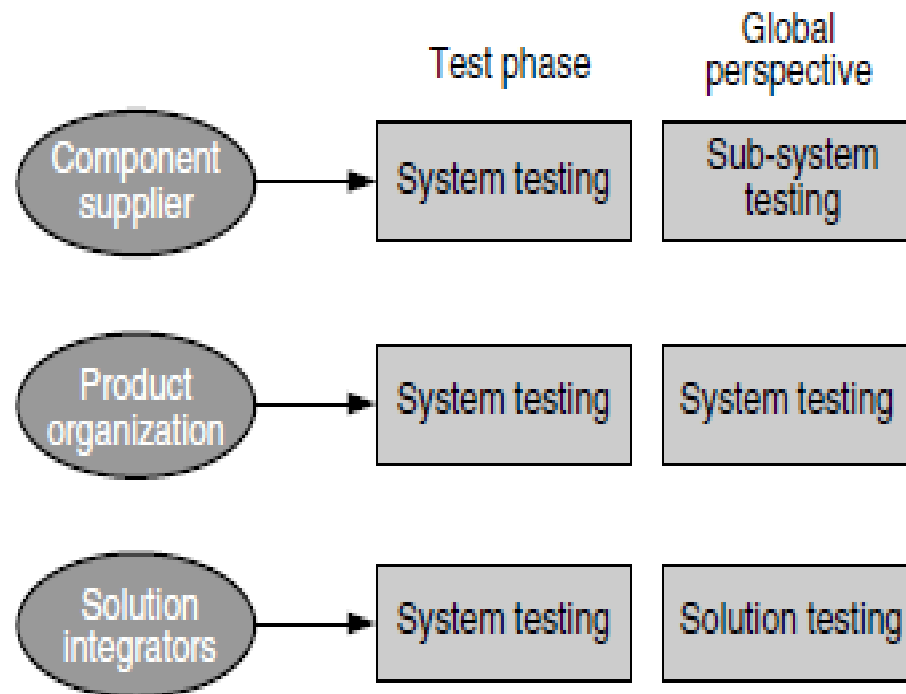 Test phase
Global
perspective
Component
supplier
System testing
Sub-system
testing
Product
organization
System testing
System testing
Solution
integrators
System testing
Solution testing